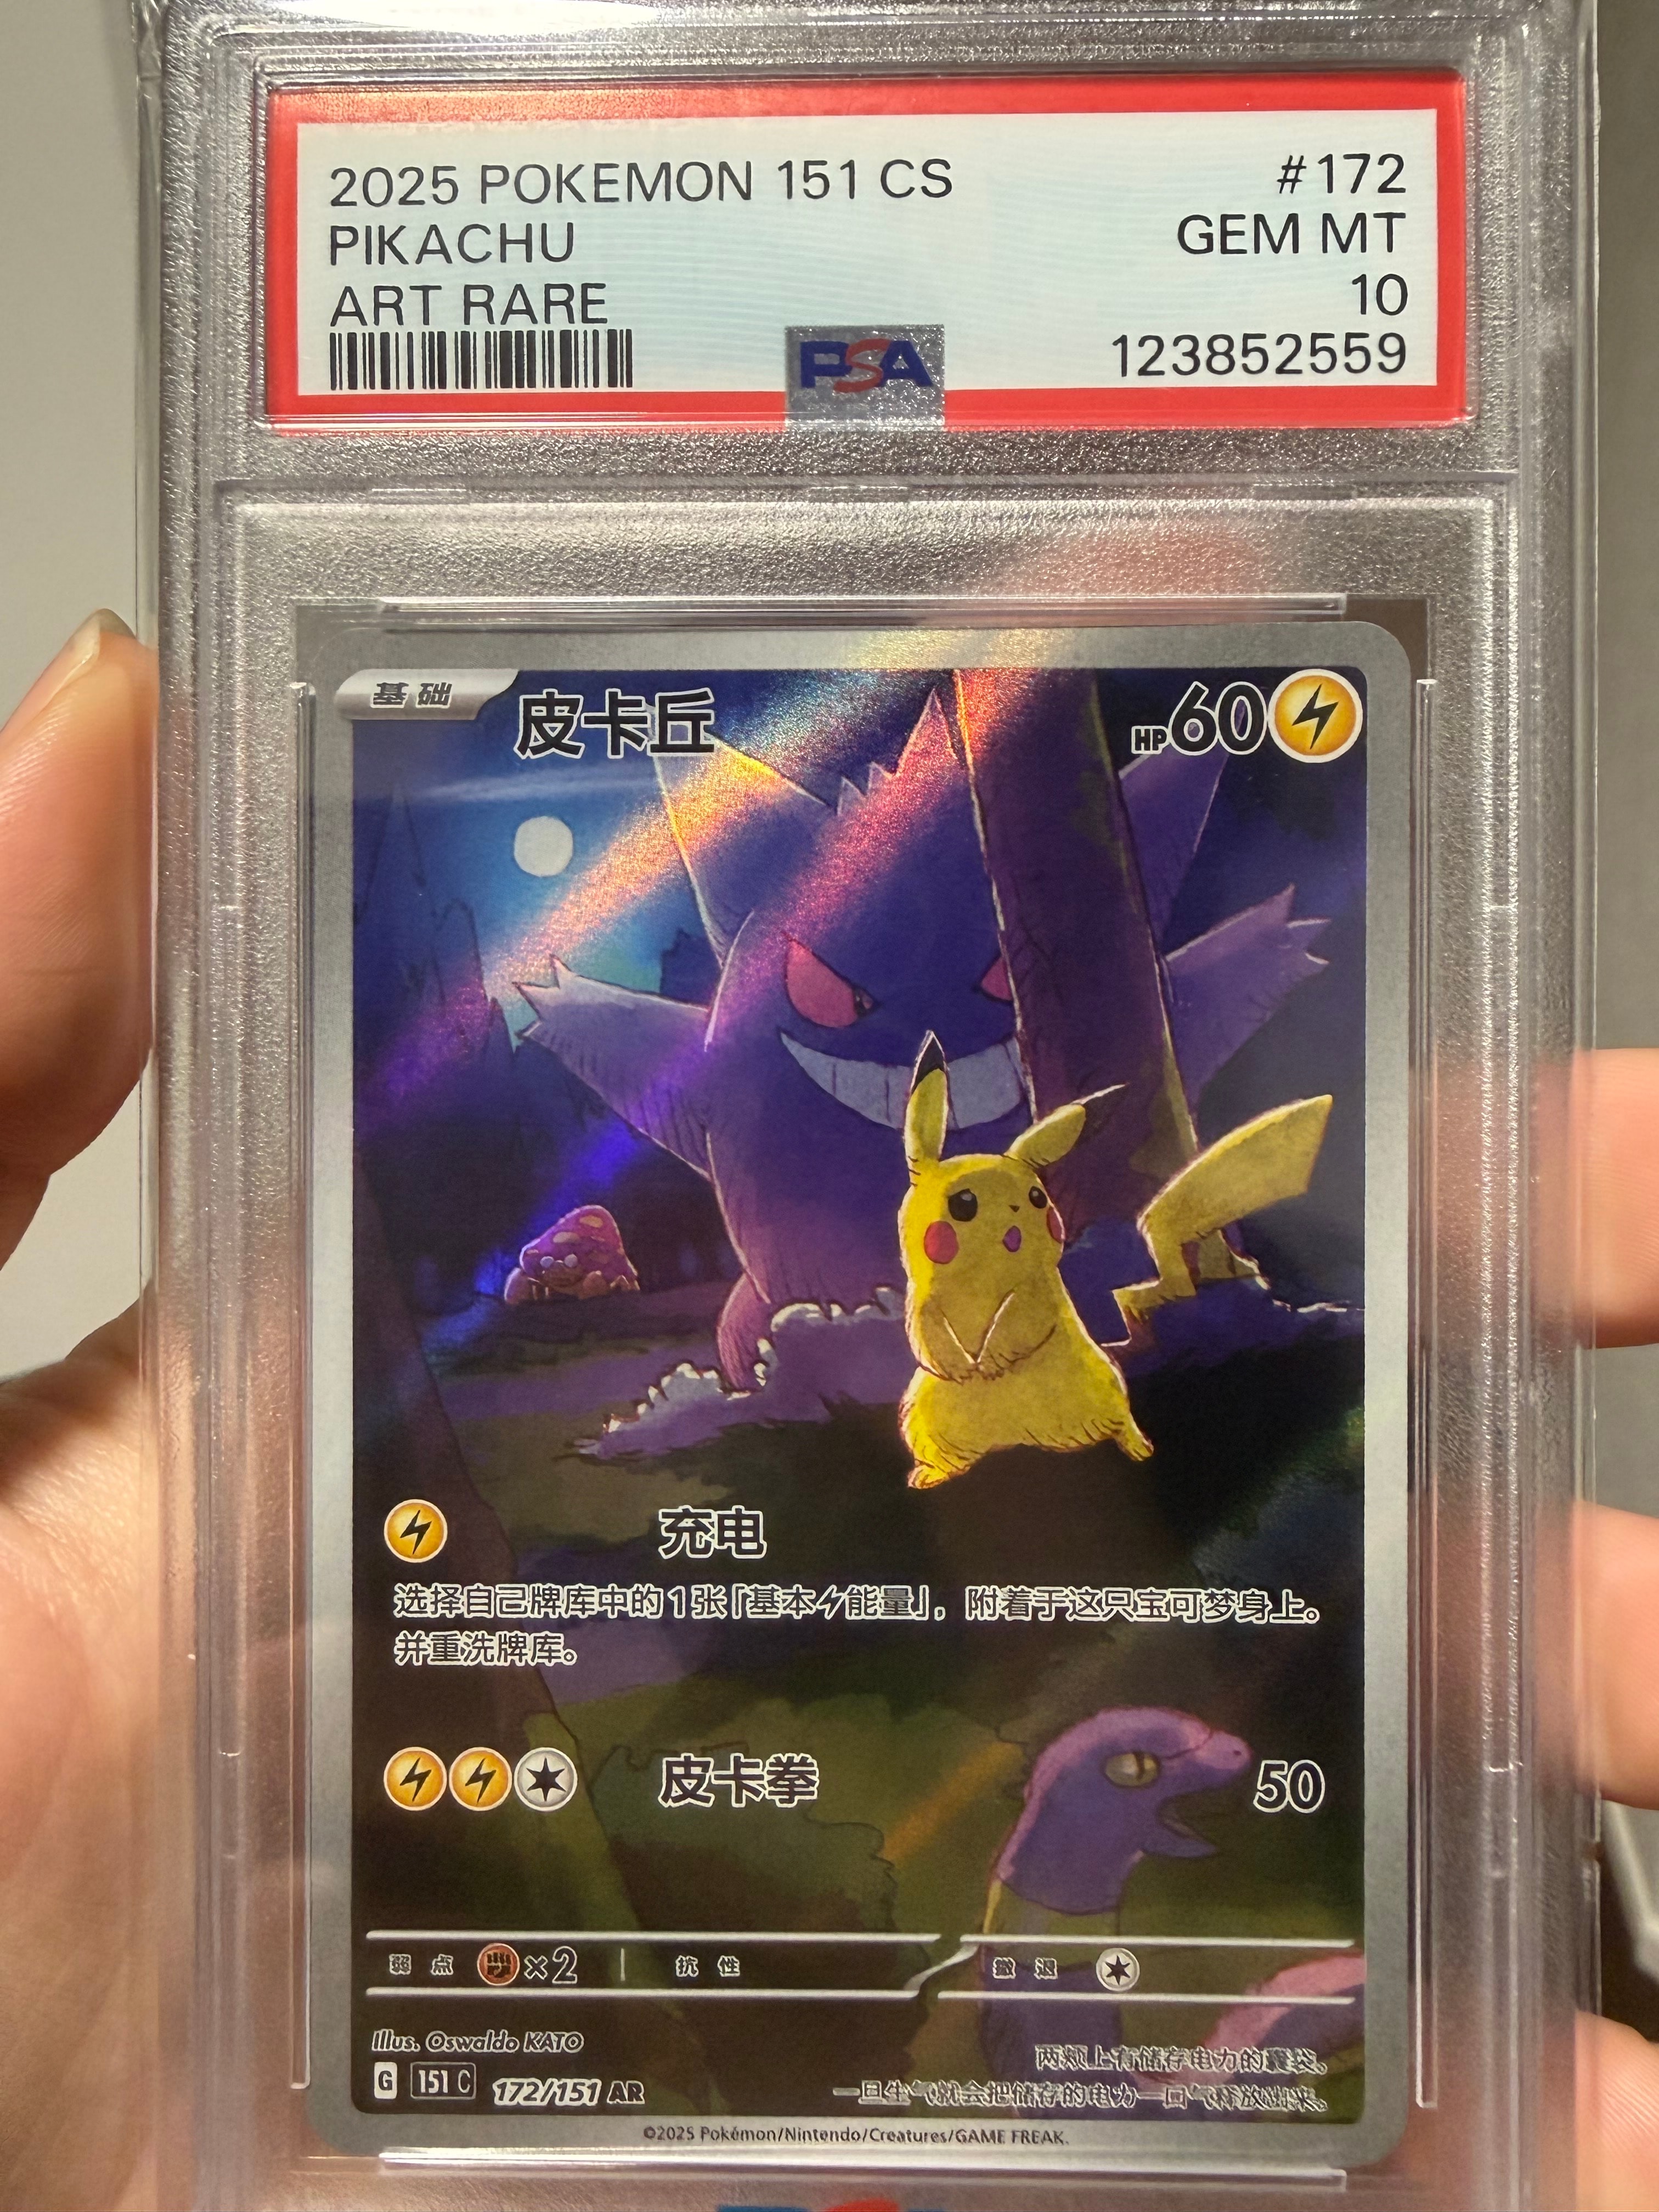 2025 POKEMON 151 CS #172
PIKACHU GEM MT
ART RARE 10
PSA 123852559
基础 皮卡丘 HP60
充电
选择自己牌库中的1张「基本能量」，附着于这只宝可梦身上。
并重洗牌库。
皮卡拳 50
弱点 ×2 抗性 撤退
Illus. Oswaldo KATO
两颊上有储存电力的囊袋。
G 151 C 172/151 AR
一旦生气就会把储存的电力一口气释放出来。
©2025 Pokémon/Nintendo/Creatures/GAME FREAK.